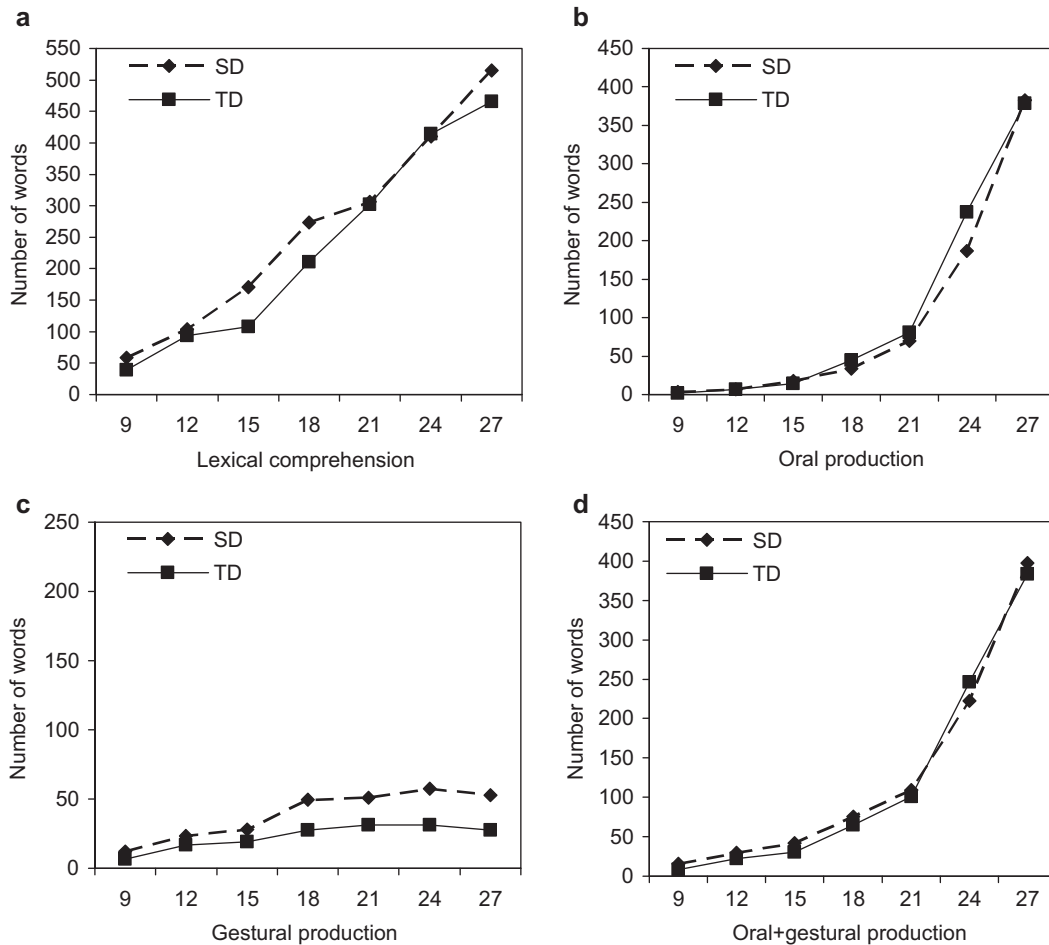 a
550
500
450
400
350
300
250
200
150
100
50
0
Number of words
SD
TD
9 12 15 18 21 24 27
Lexical comprehension
b
450
400
350
300
250
200
150
100
50
0
Number of words
SD
TD
9 12 15 18 21 24 27
Oral production
c
250
200
150
100
50
0
Number of words
SD
TD
9 12 15 18 21 24 27
Gestural production
d
450
400
350
300
250
200
150
100
50
0
Number of words
SD
TD
9 12 15 18 21 24 27
Oral+gestural production